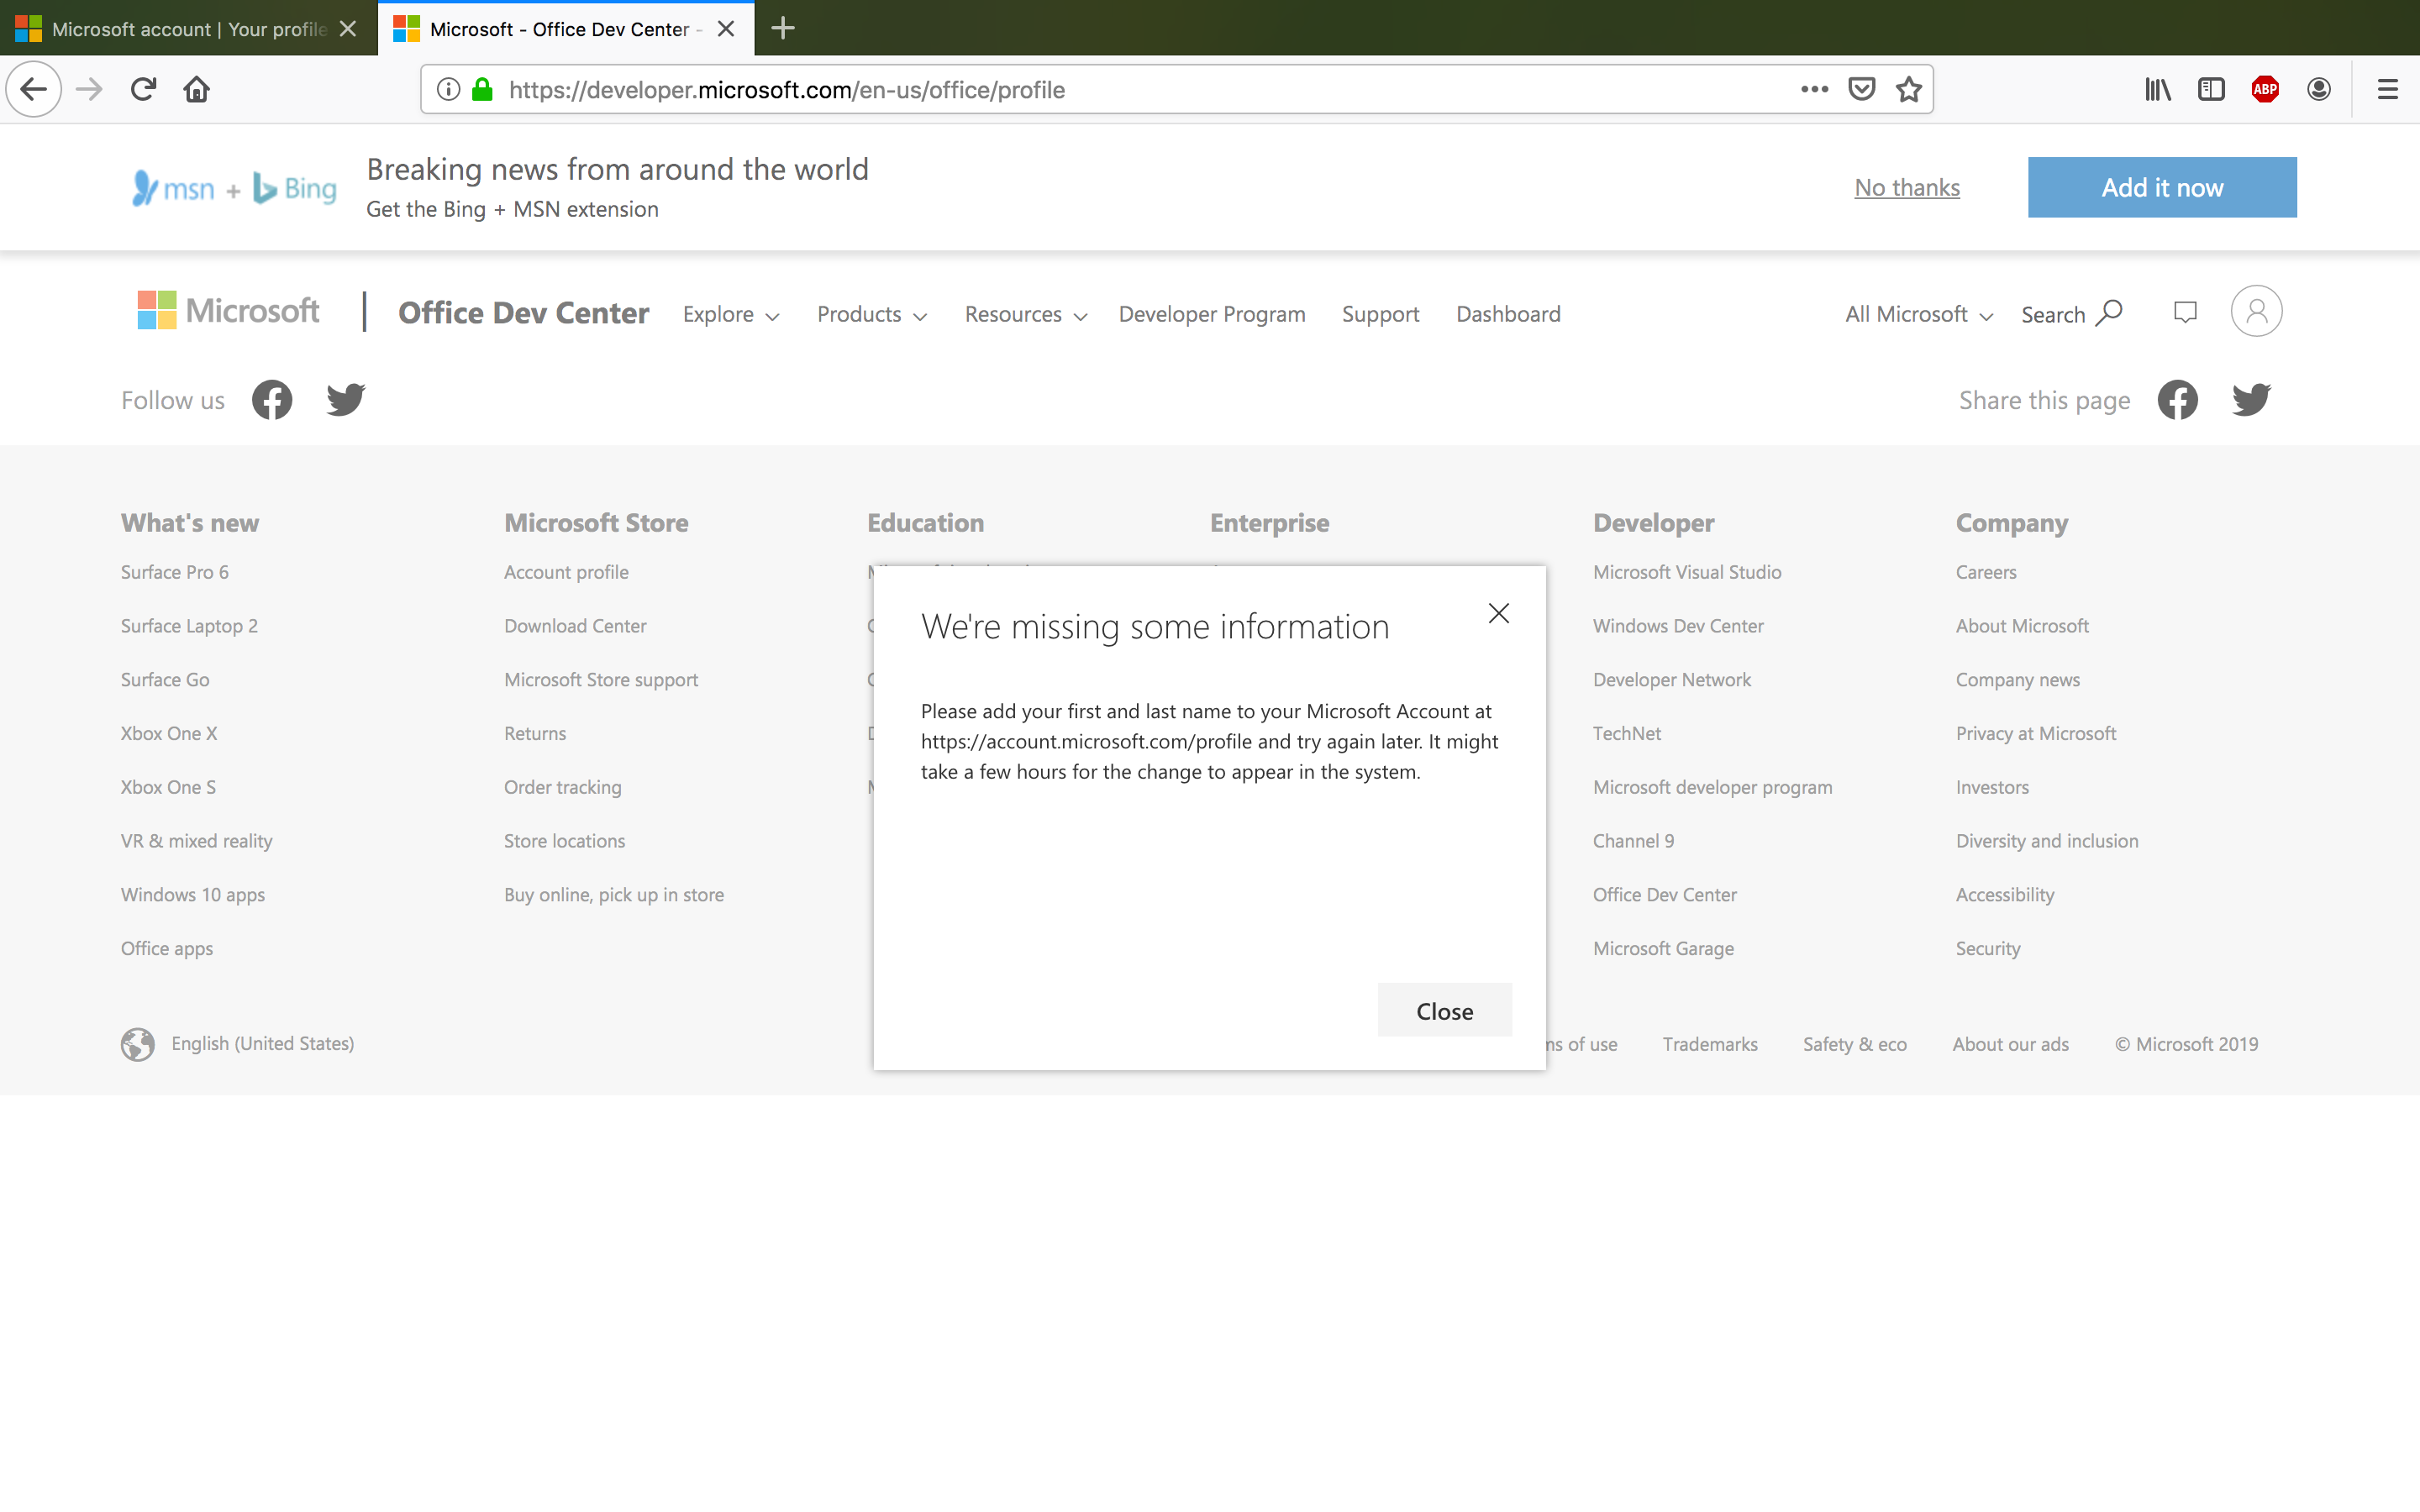 Microsoft account | Your profile
Microsoft - Office Dev Center -
https://developer.microsoft.com/en-us/office/profile
ABP
msn + Bing
Breaking news from around the world
Get the Bing + MSN extension
No thanks
Add it now
Microsoft | Office Dev Center Explore Products Resources Developer Program Support Dashboard All Microsoft Search
Follow us
Share this page
What's new
Surface Pro 6
Surface Laptop 2
Surface Go
Xbox One X
Xbox One S
VR & mixed reality
Windows 10 apps
Office apps
Microsoft Store
Account profile
Download Center
Microsoft Store support
Returns
Order tracking
Store locations
Buy online, pick up in store
Education
Enterprise
We're missing some information
Please add your first and last name to your Microsoft Account at
https://account.microsoft.com/profile and try again later. It might
take a few hours for the change to appear in the system.
Close
Developer
Microsoft Visual Studio
Windows Dev Center
Developer Network
TechNet
Microsoft developer program
Channel 9
Office Dev Center
Microsoft Garage
Company
Careers
About Microsoft
Company news
Privacy at Microsoft
Investors
Diversity and inclusion
Accessibility
Security
English (United States)
of use Trademarks Safety & eco About our ads © Microsoft 2019